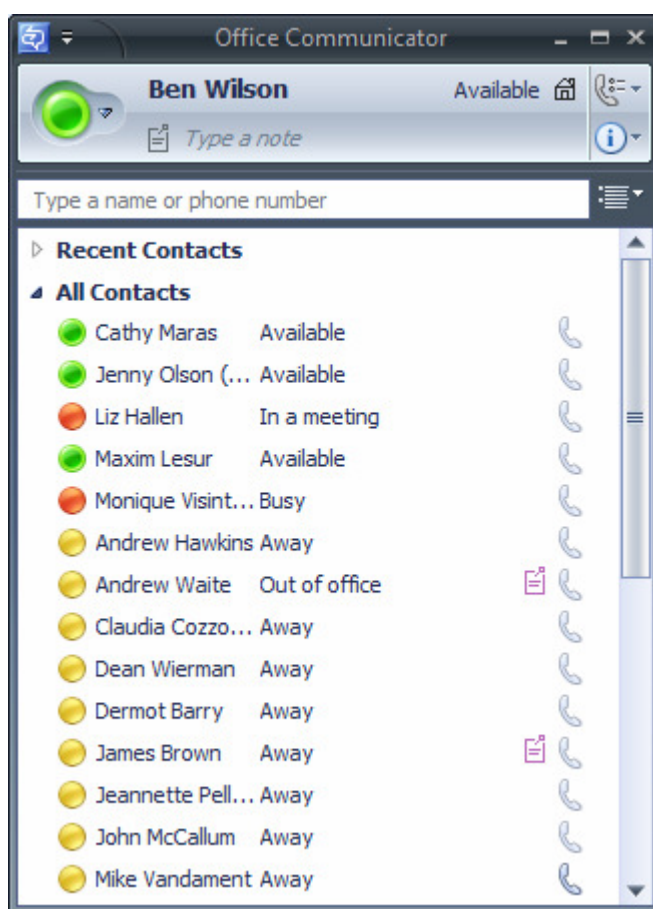 Office Communicator
Ben Wilson Available
Type a note
Type a name or phone number
Recent Contacts
All Contacts
Cathy Maras Available
Jenny Olson (... Available
Liz Hallen In a meeting
Maxim Lesur Available
Monique Visint... Busy
Andrew Hawkins Away
Andrew Waite Out of office
Claudia Cozzo... Away
Dean Wierman Away
Dermot Barry Away
James Brown Away
Jeannette Pell... Away
John McCallum Away
Mike Vandament Away